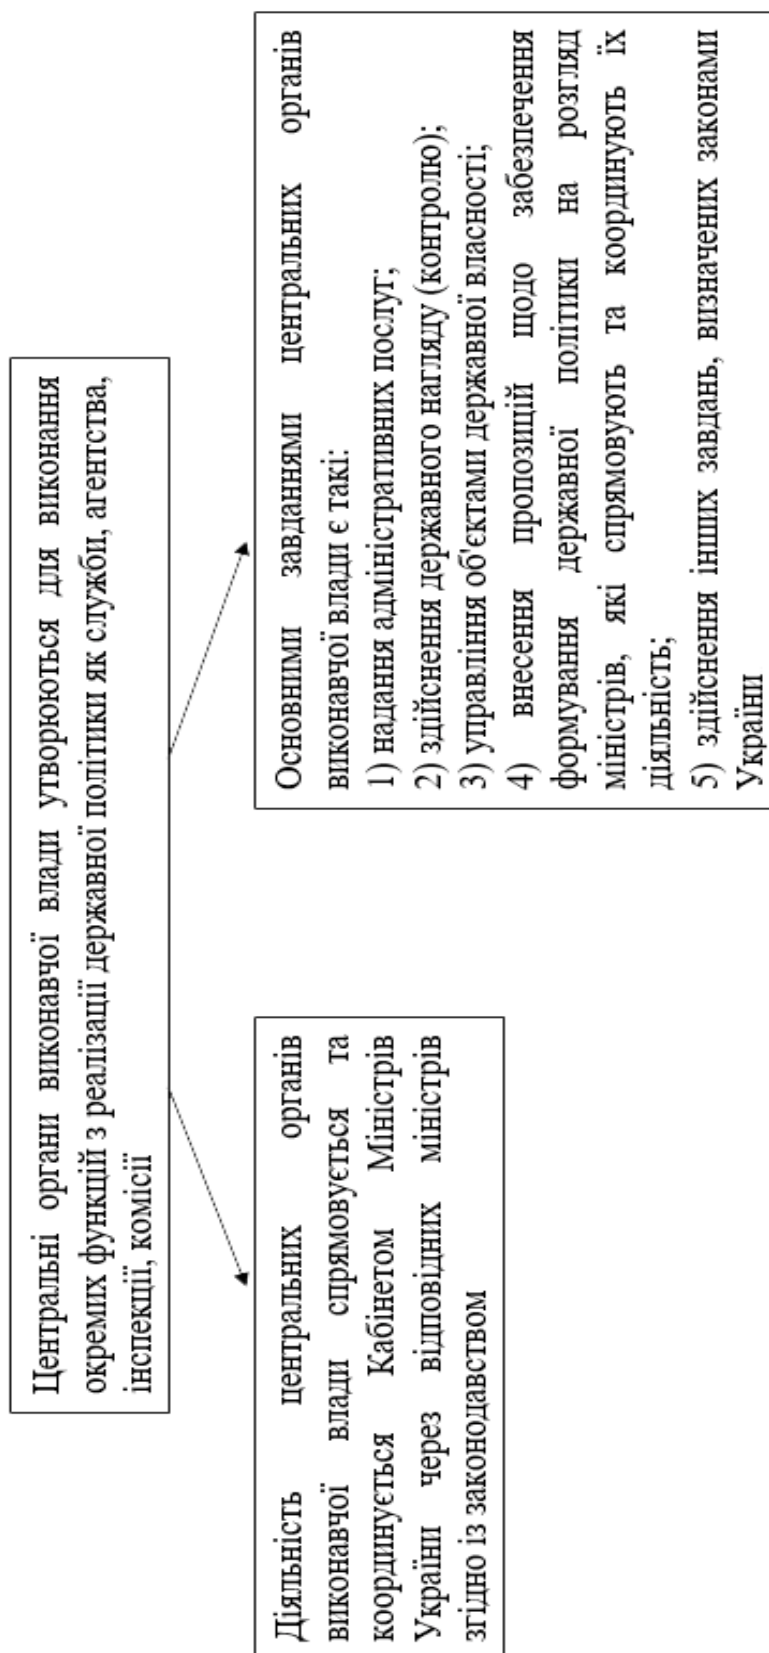 Центральні органи виконавчої влади утворюються для виконання
окремих функцій з реалізації державної політики як служби, агентства,
інспекції, комісії
Діяльність центральних органів
виконавчої влади спрямовується та
координується Кабінетом Міністрів
України через відповідних міністрів
згідно із законодавством
Основними завданнями центральних органів
виконавчої влади є такі:
1) надання адміністративних послуг;
2) здійснення державного нагляду (контролю);
3) управління об'єктами державної власності;
4) внесення пропозицій щодо забезпечення
формування державної політики на розгляд
міністрів, які спрямовують та координують їх
діяльність;
5) здійснення інших завдань, визначених законами
України